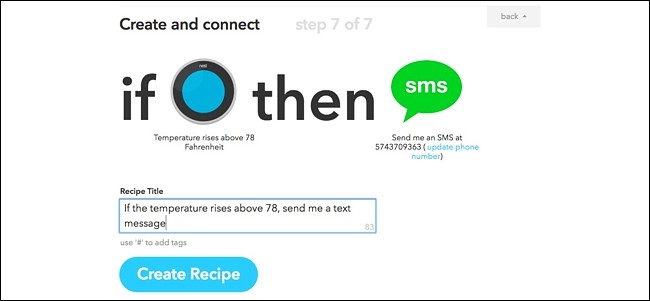 Create and connect
step 7 of 7
back
if
nest
then
sms
Temperature rises above 78
Fahrenheit
Send me an SMS at
5743709363 ( update phone
number)
Recipe Title
If the temperature rises above 78, send me a text
message
83
use '#' to add tags
Create Recipe